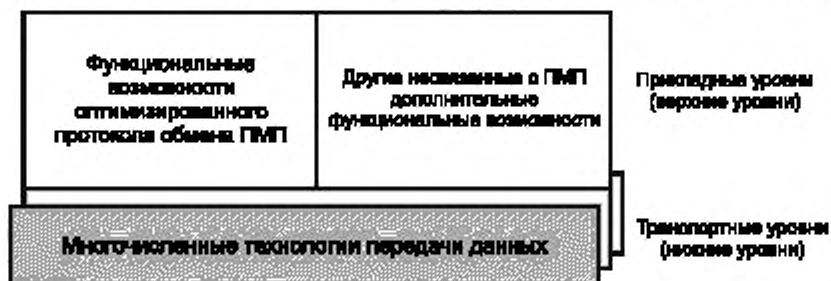 Функциональные
возможности
оптимизированного
протокола обмена ПМП
Другие несвязанные с ПМП
дополнительные
функциональные возможности
Прикладные уровни
(верхние уровни)
Многочисленные технологии передачи данных
Транспортные уровни
(нижние уровни)